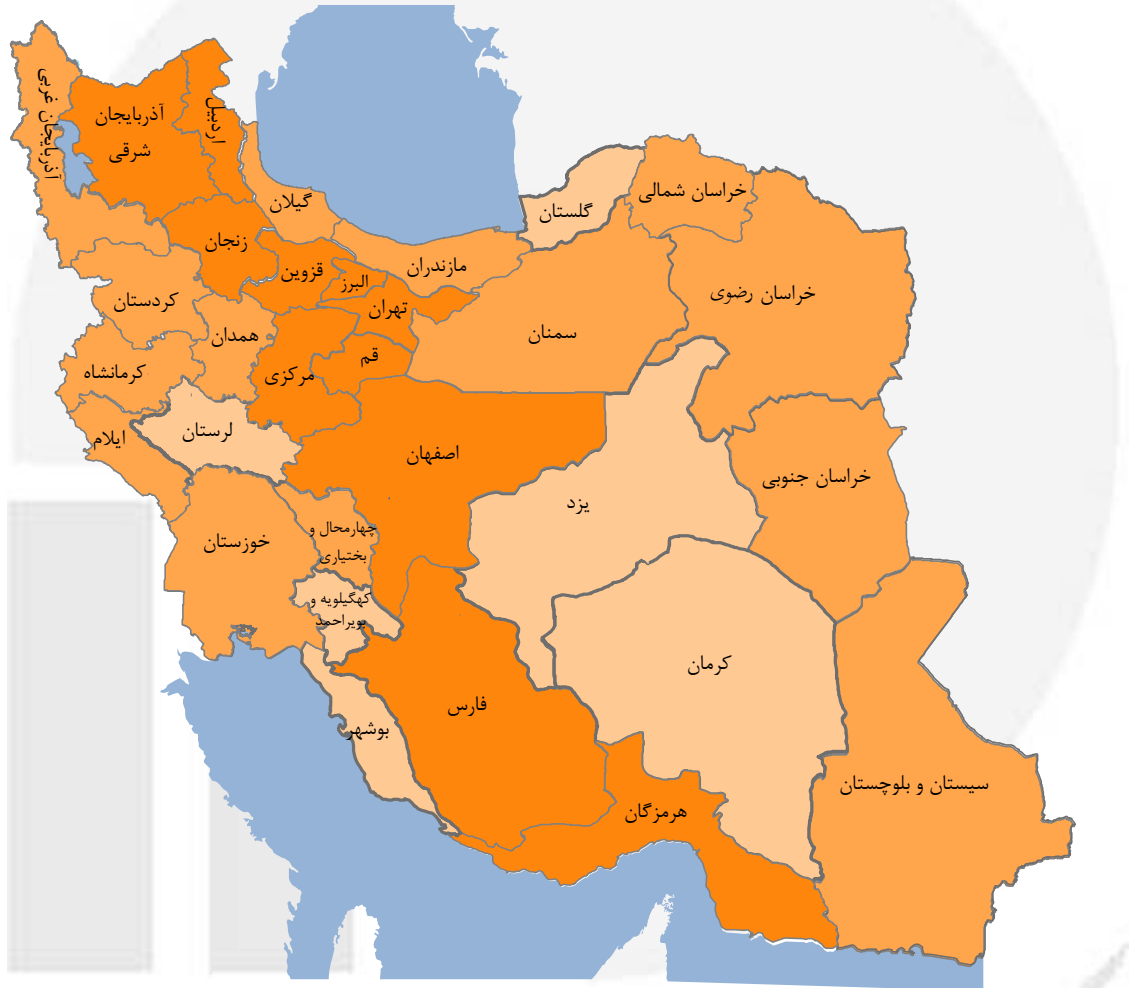 آذربایجان غربی
آذربایجان
شرقی
اردبیل
گیلان
زنجان
قزوین
البرز
تهران
مازندران
گلستان
خراسان شمالی
خراسان رضوی
سمنان
کردستان
همدان
قم
مرکزی
کرمانشاه
ایلام
لرستان
اصفهان
یزد
خراسان جنوبی
خوزستان
چهارمحال و
بختیاری
کهگیلویه و
بویراحمد
کرمان
فارس
بوشهر
هرمزگان
سیستان و بلوچستان